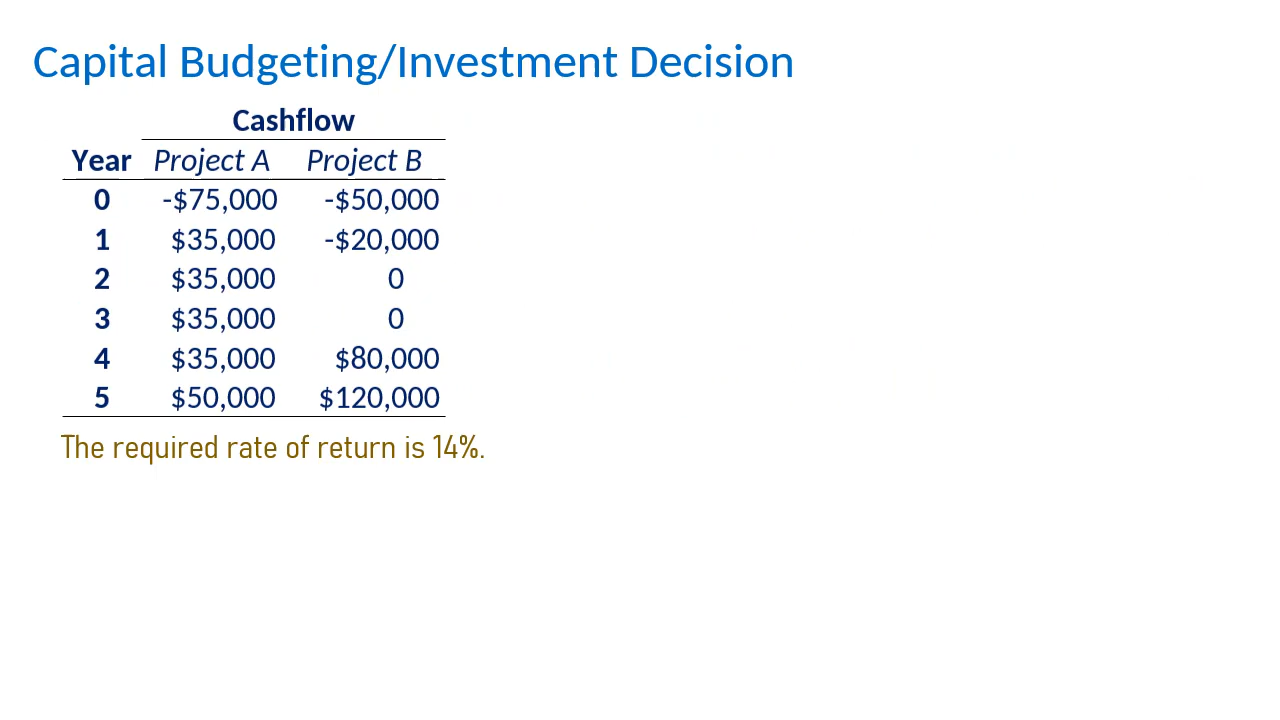 Capital Budgeting/Investment Decision
Cashflow
Year Project A Project B
0 -$75,000 -$50,000
1 $35,000 -$20,000
2 $35,000 0
3 $35,000 0
4 $35,000 $80,000
5 $50,000 $120,000
The required rate of return is 14%.